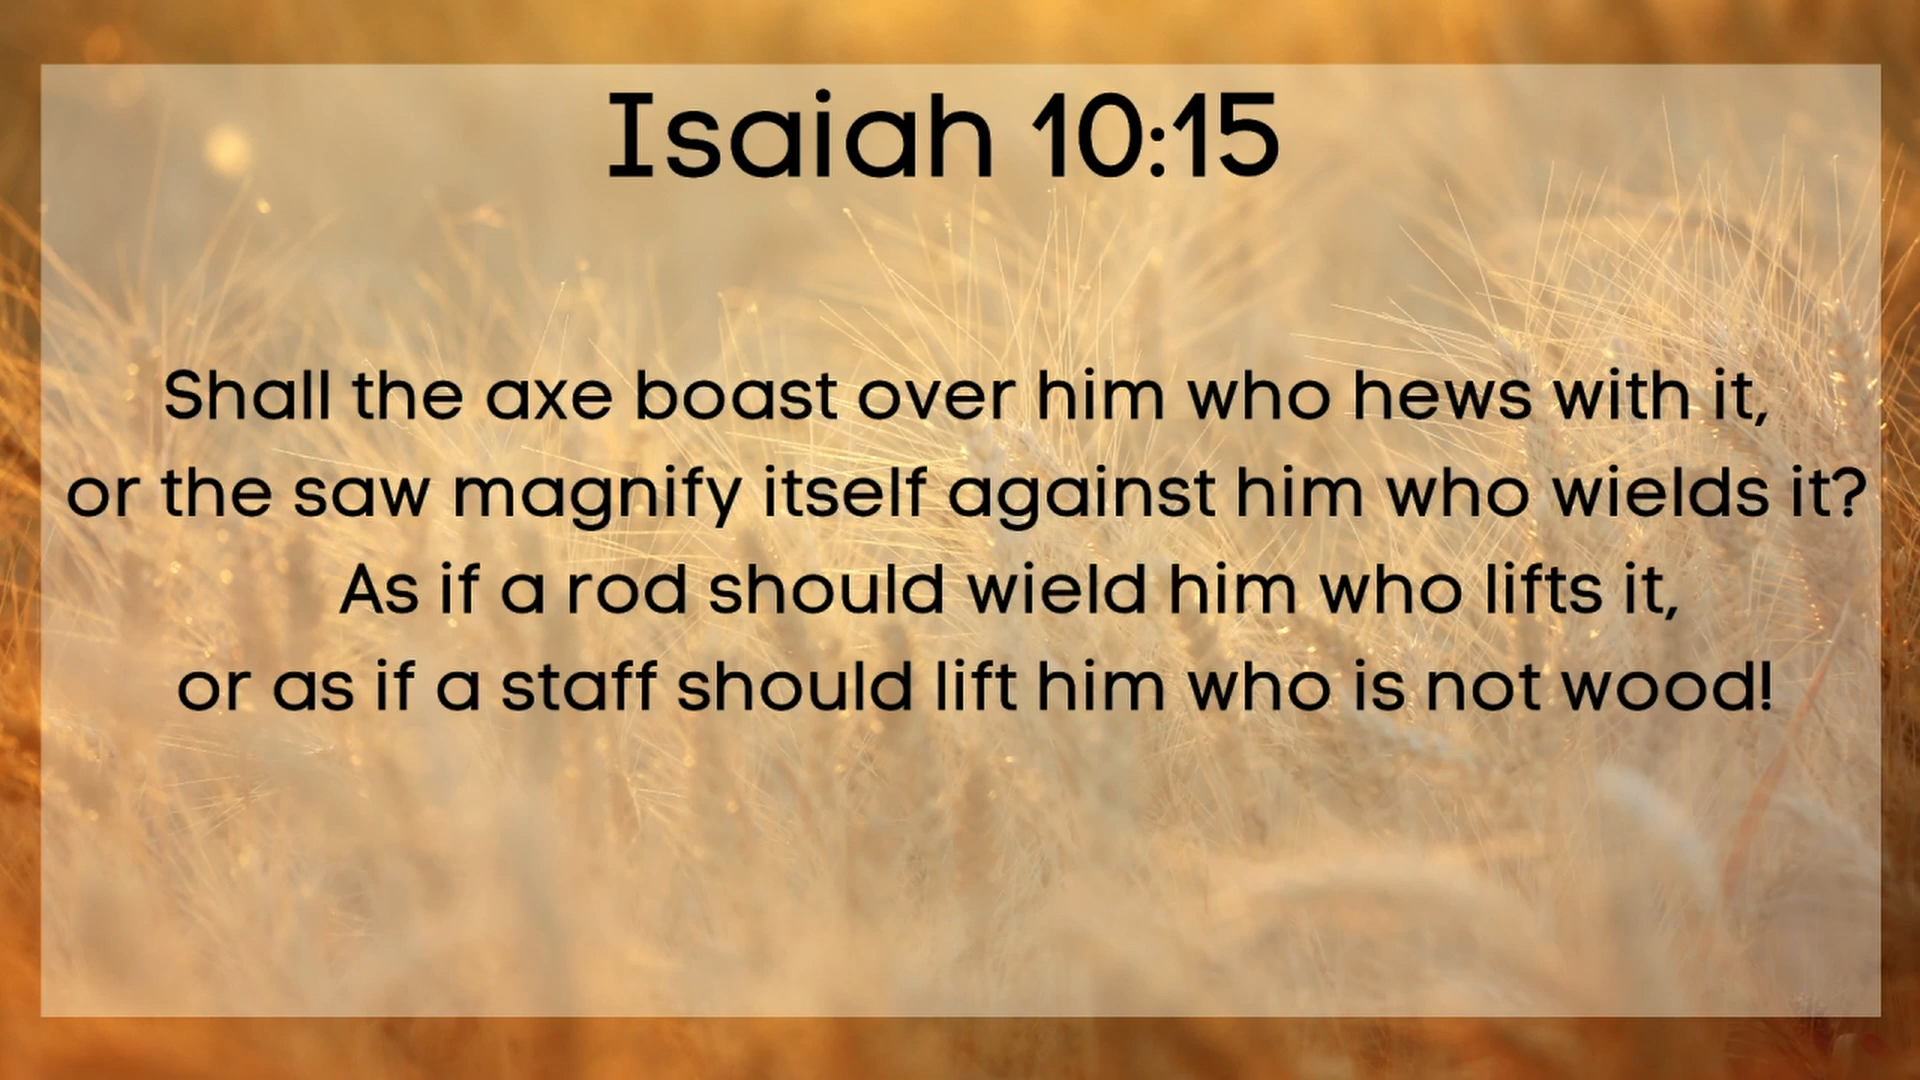 Isaiah 10:15
Shall the axe boast over him who hews with it,
or the saw magnify itself against him who wields it?
As if a rod should wield him who lifts it,
or as if a staff should lift him who is not wood!